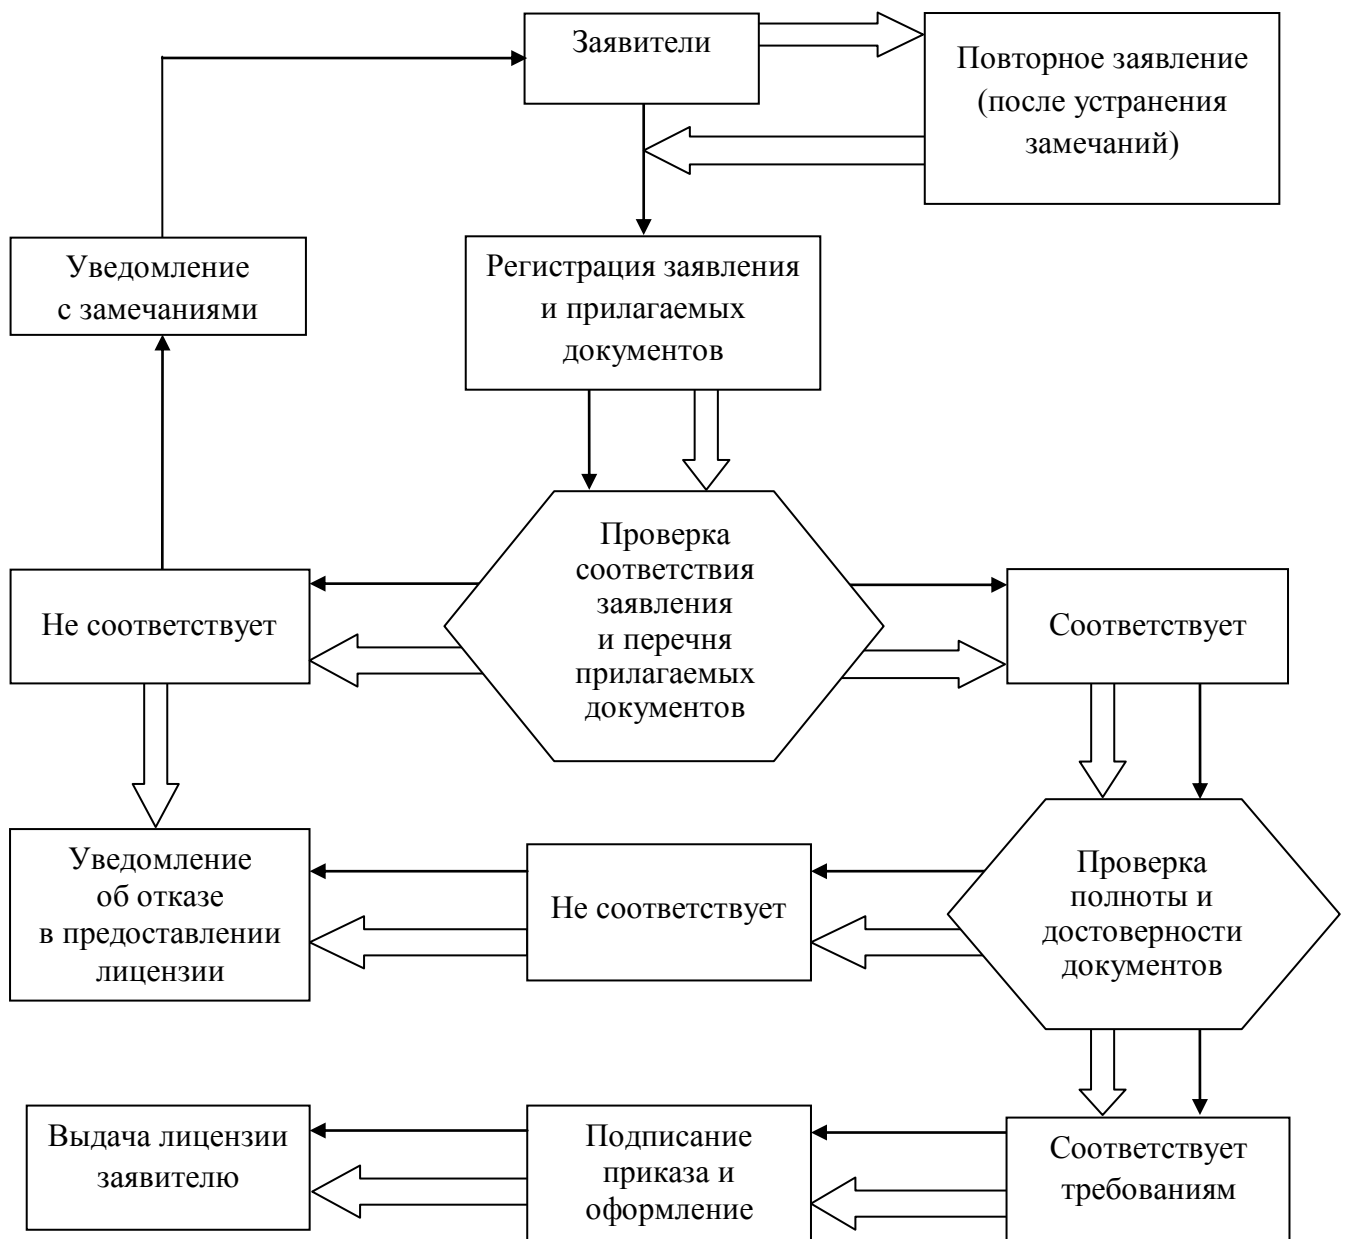 Заявители
Повторное заявление
(после устранения
замечаний)
Уведомление
с замечаниями
Регистрация заявления
и прилагаемых
документов
Проверка
соответствия
заявления
и перечня
прилагаемых
документов
Не соответствует
Соответствует
Уведомление
об отказе
в предоставлении
лицензии
Не соответствует
Проверка
полноты и
достоверности
документов
Выдача лицензии
заявителю
Подписание
приказа и
оформление
Соответствует
требованиям